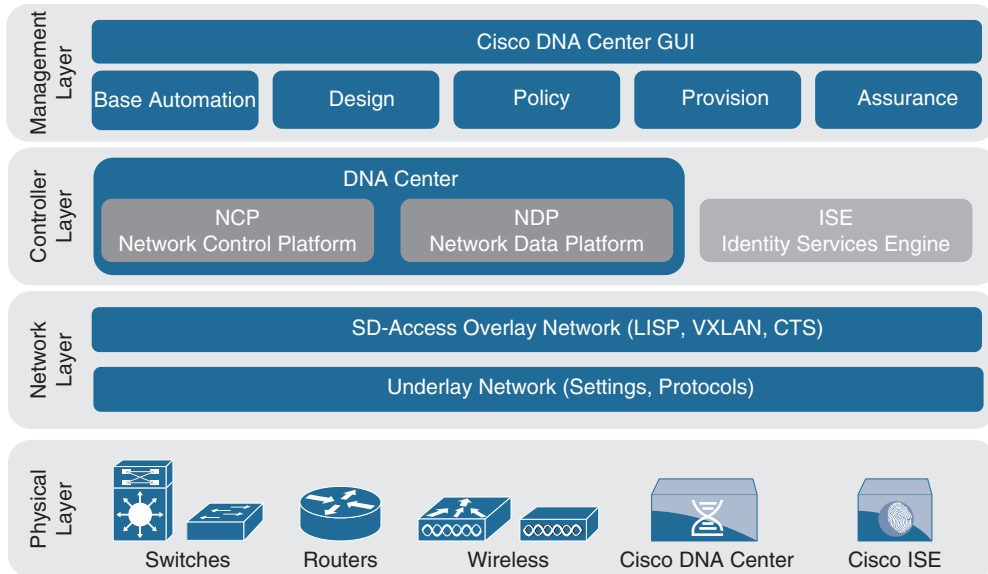 Management
Layer
Cisco DNA Center GUI
Base Automation
Design
Policy
Provision
Assurance
Controller
Layer
DNA Center
NCP
Network Control Platform
NDP
Network Data Platform
ISE
Identity Services Engine
Network
Layer
SD-Access Overlay Network (LISP, VXLAN, CTS)
Underlay Network (Settings, Protocols)
Physical
Layer
Switches
Routers
Wireless
Cisco DNA Center
Cisco ISE